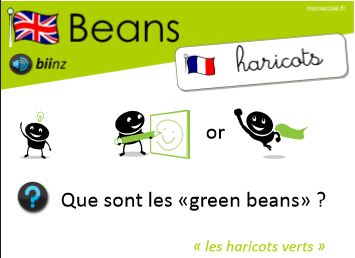 monecole.fr
Beans
biinz
haricots
or
?
Que sont les «green beans» ?
« les haricots verts »